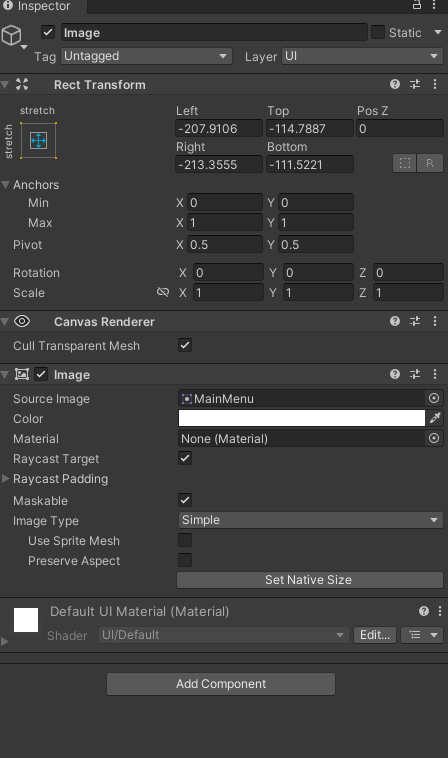 Inspector
Image
Static
Tag Untagged Layer UI
Rect Transform
stretch
stretch
Left Top Pos Z
-207.9106 -114.7887 0
Right Bottom
-213.3555 -111.5221
R
Anchors
Min X 0 Y 0
Max X 1 Y 1
Pivot X 0.5 Y 0.5
Rotation X 0 Y 0 Z 0
Scale X 1 Y 1 Z 1
Canvas Renderer
Cull Transparent Mesh
Image
Source Image MainMenu
Color
Material None (Material)
Raycast Target
Raycast Padding
Maskable
Image Type Simple
Use Sprite Mesh
Preserve Aspect
Set Native Size
Default UI Material (Material)
Shader UI/Default Edit...
Add Component